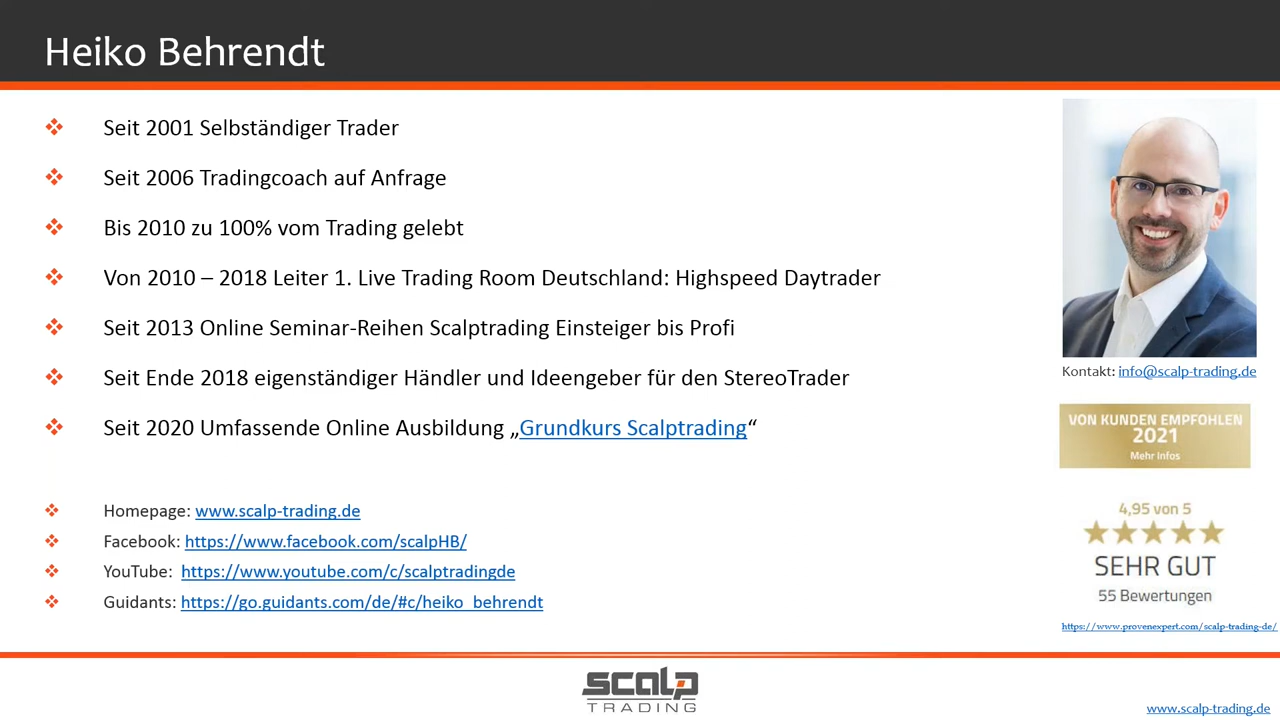 Heiko Behrendt
Seit 2001 Selbständiger Trader
Seit 2006 Tradingcoach auf Anfrage
Bis 2010 zu 100% vom Trading gelebt
Von 2010 – 2018 Leiter 1. Live Trading Room Deutschland: Highspeed Daytrader
Seit 2013 Online Seminar-Reihen Scalptrading Einsteiger bis Profi
Seit Ende 2018 eigenständiger Händler und Ideengeber für den StereoTrader
Seit 2020 Umfassende Online Ausbildung „Grundkurs Scalptrading“
Homepage: www.scalp-trading.de
Facebook: https://www.facebook.com/scalpHB/
YouTube: https://www.youtube.com/c/scalptradingde
Guidants: https://go.guidants.com/de/#c/heiko_behrendt
Kontakt: info@scalp-trading.de
VON KUNDEN EMPFOHLEN
2021
Mehr Infos
4,95 von 5
SEHR GUT
55 Bewertungen
https://www.provenexpert.com/scalp-trading-de/
scalp
TRADING
www.scalp-trading.de